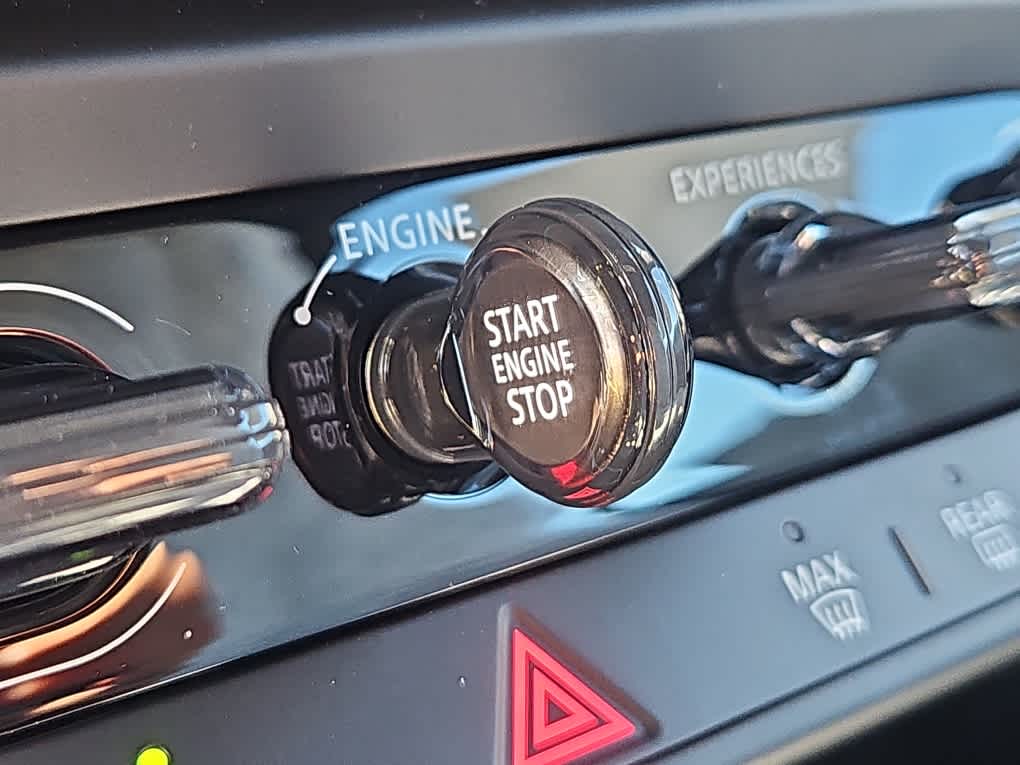 EXPERIENCES
ENGINE
START
ENGINE
STOP
REAR
MAX